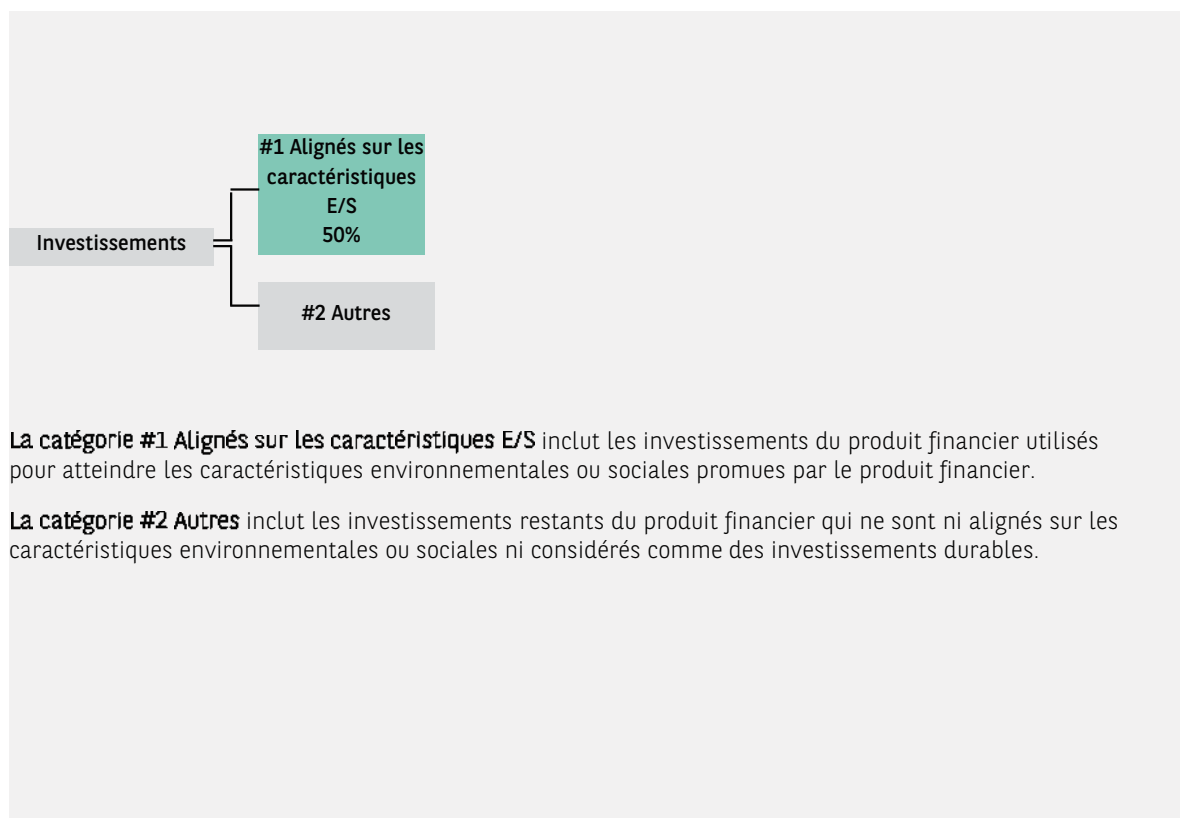 #1 Alignés sur les
caractéristiques
E/S
50%
Investissements
#2 Autres
La catégorie #1 Alignés sur les caractéristiques E/S inclut les investissements du produit financier utilisés
pour atteindre les caractéristiques environnementales ou sociales promues par le produit financier.
La catégorie #2 Autres inclut les investissements restants du produit financier qui ne sont ni alignés sur les
caractéristiques environnementales ou sociales ni considérés comme des investissements durables.